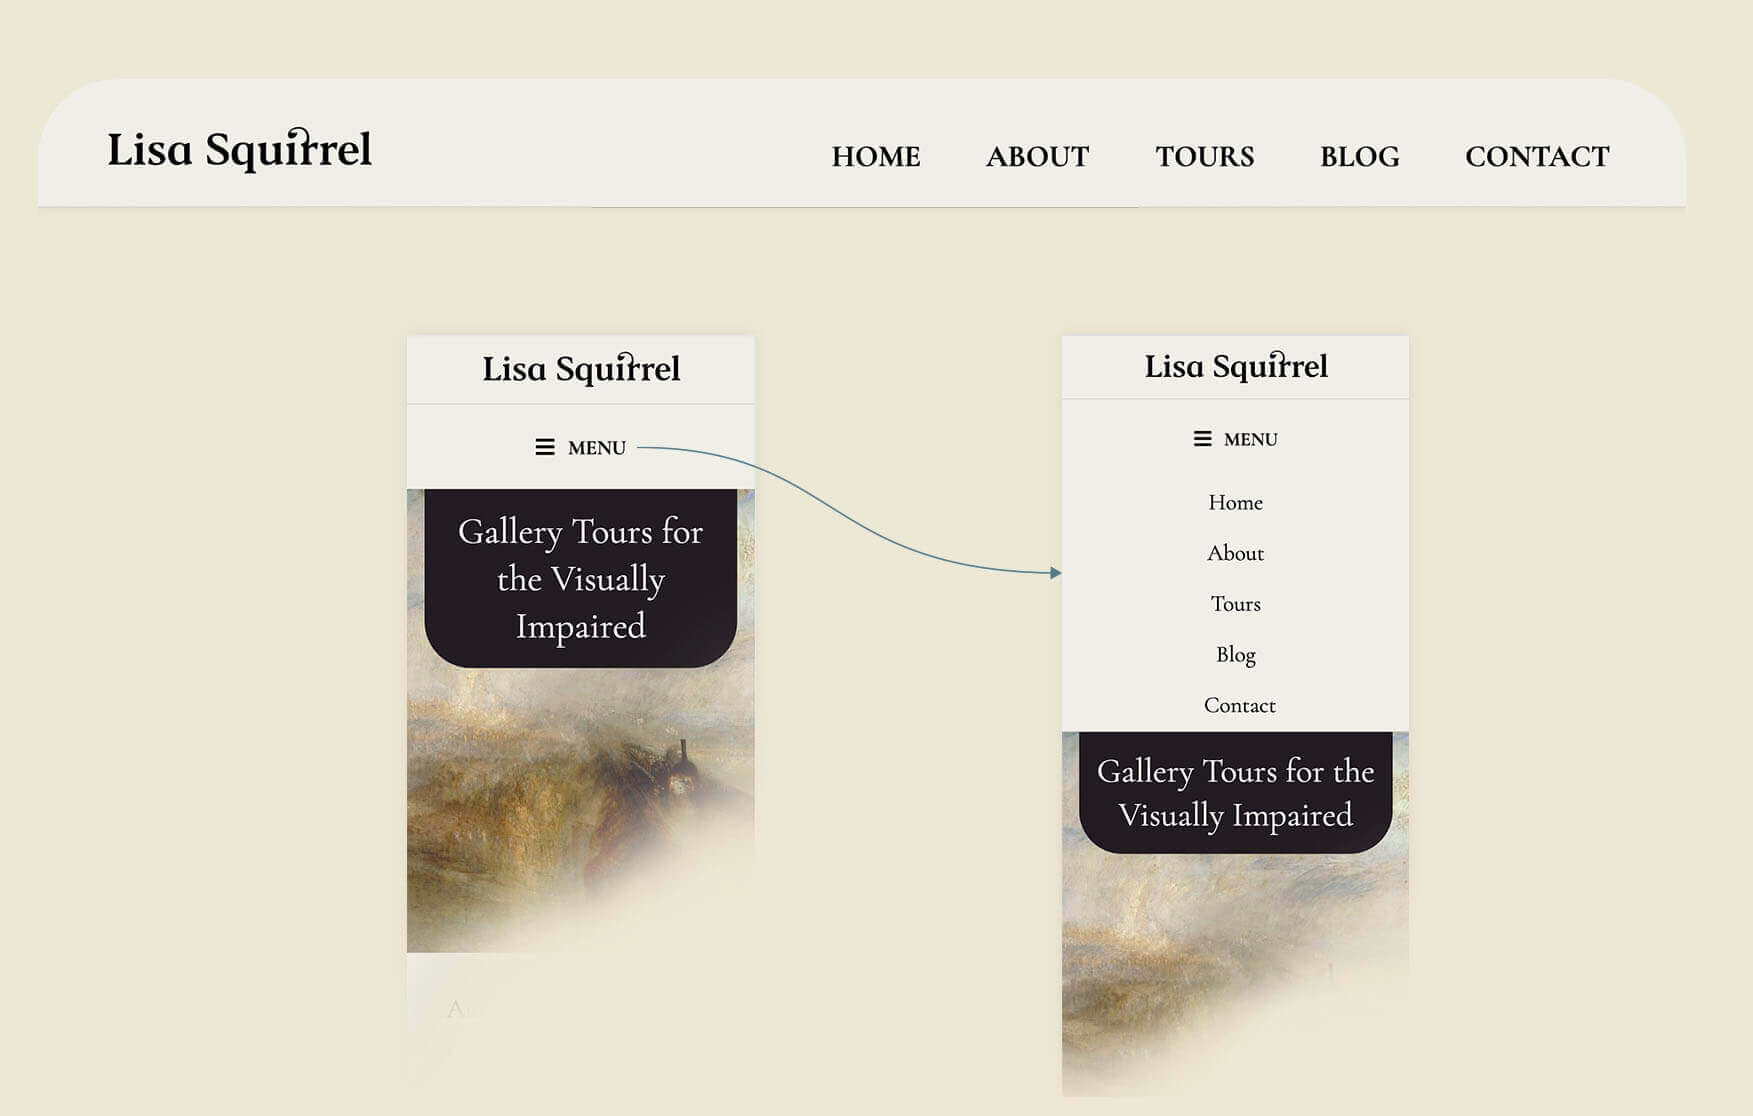 Lisa Squirrel
HOME ABOUT TOURS BLOG CONTACT
Lisa Squirrel
MENU
Gallery Tours for
the Visually
Impaired
Lisa Squirrel
MENU
Home
About
Tours
Blog
Contact
Gallery Tours for the
Visually Impaired